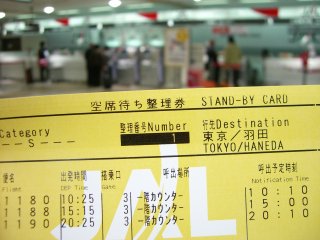 空席待ち整理券 STAND-BY CARD
Category 整理番号Number 行先Destination
---S--- 1 東京／羽田
TOKYO/HANEDA
便名 出発時間 搭乗口 呼出場所 呼出予定時刻
Flight DEP Time Gate Notification Time
1180 10:25 3 一階カウンター 10:10
1188 15:15 3 一階カウンター 15:00
1190 20:25 3 一階カウンター 20:10
JAL